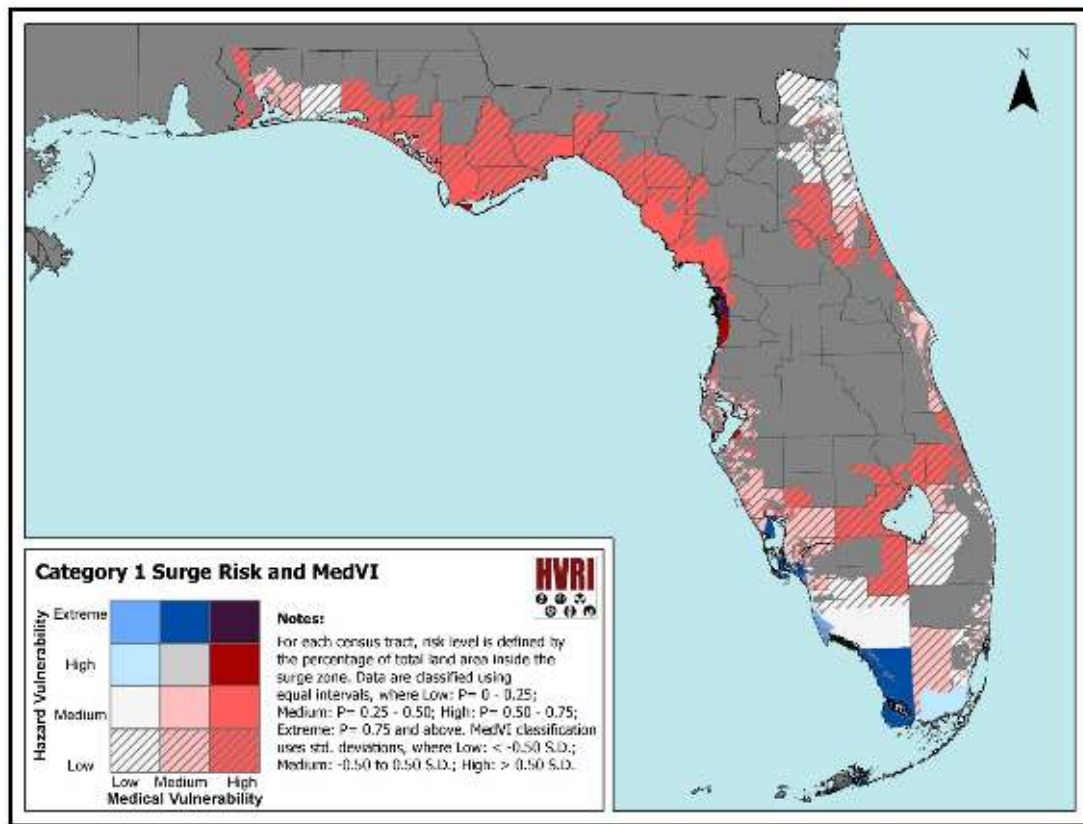 N
Category 1 Surge Risk and MedVI
HVRI
Hazard Vulnerability
Extreme
High
Medium
Low
Low Medium High
Medical Vulnerability
Notes:
For each census tract, risk level is defined by
the percentage of total land area inside the
surge zone. Data are classified using
equal intervals, where Low: P= 0 - 0.25;
Medium: P= 0.25 - 0.50; High: P= 0.50 - 0.75;
Extreme: P= 0.75 and above. MedVI classification
uses std. deviations, where Low: < -0.50 S.D.;
Medium: -0.50 to 0.50 S.D.; High: > 0.50 S.D.